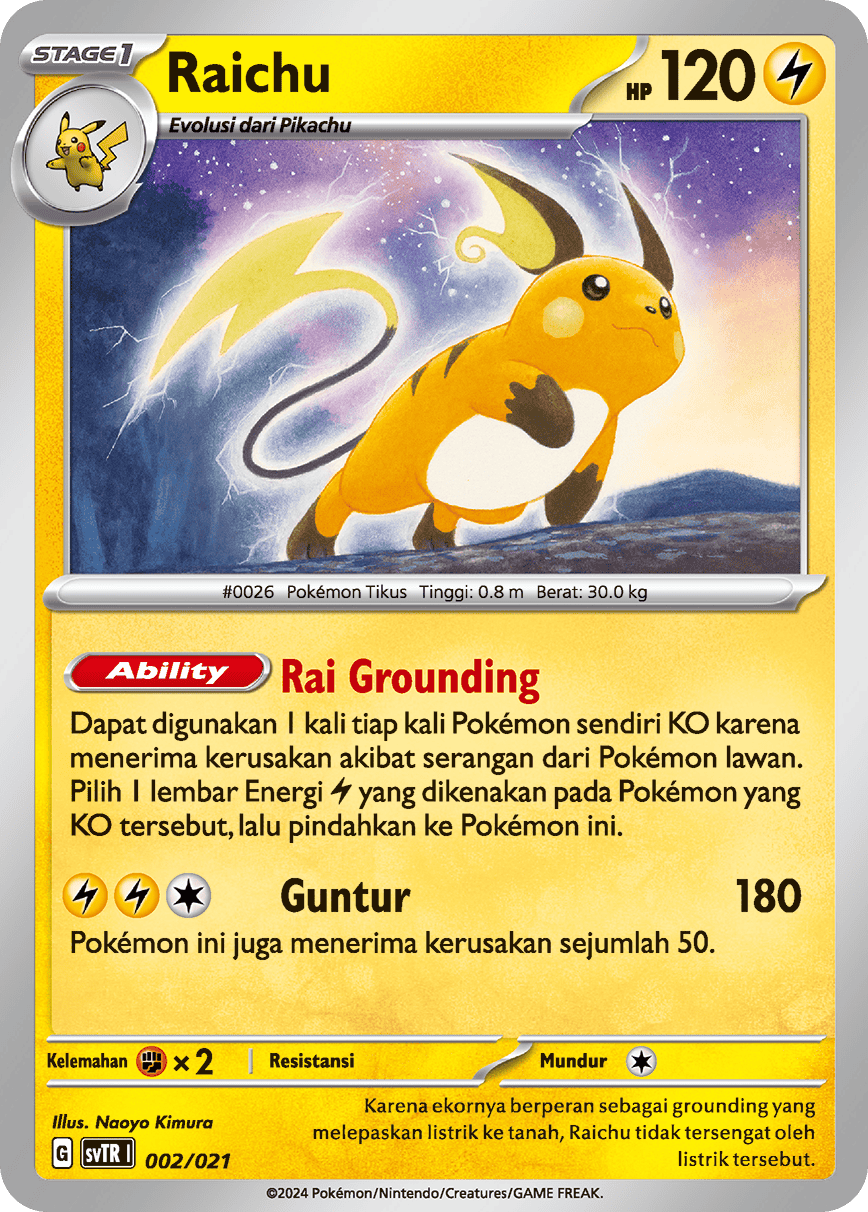 STAGE1
Raichu
HP 120
Evolusi dari Pikachu
#0026 Pokémon Tikus Tinggi: 0.8 m Berat: 30.0 kg
Ability Rai Grounding
Dapat digunakan 1 kali tiap kali Pokémon sendiri KO karena
menerima kerusakan akibat serangan dari Pokémon lawan.
Pilih 1 lembar Energi yang dikenakan pada Pokémon yang
KO tersebut, lalu pindahkan ke Pokémon ini.
Guntur 180
Pokémon ini juga menerima kerusakan sejumlah 50.
Kelemahan ×2 Resistansi Mundur
Illus. Naoyo Kimura
G svTR I 002/021
Karena ekornya berperan sebagai grounding yang
melepaskan listrik ke tanah, Raichu tidak tersengat oleh
listrik tersebut.
©2024 Pokémon/Nintendo/Creatures/GAME FREAK.